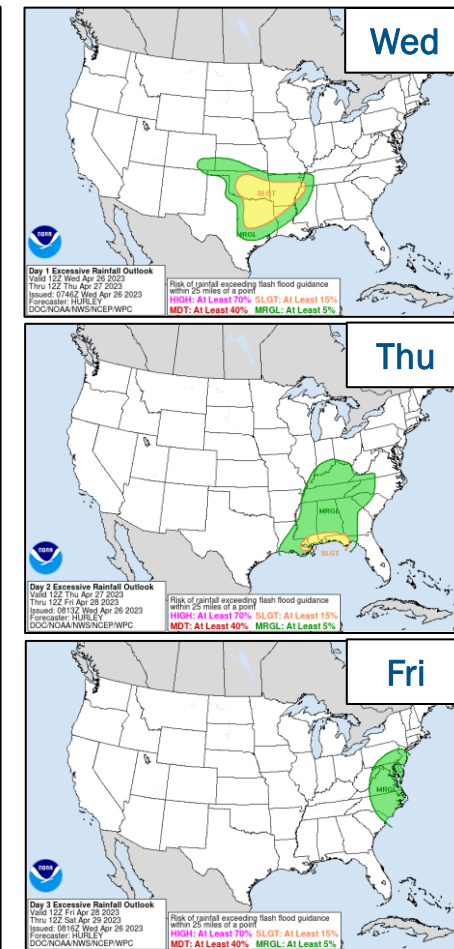 Wed
SLGT
MRGL
NOAA
Day 1 Excessive Rainfall Outlook
Valid 12Z Wed Apr 26 2023
Thru 12Z Thu Apr 27 2023
Issued: 0746Z Wed Apr 26 2023
Forecaster: HURLEY
DOC/NOAA/NWS/NCEP/WPC
Risk of rainfall exceeding flash flood guidance
within 25 miles of a point
HIGH: At Least 70% SLGT: At Least 15%
MDT: At Least 40% MRGL: At Least 5%
Thu
MRGL
SLGT
NOAA
Day 2 Excessive Rainfall Outlook
Valid 12Z Thu Apr 27 2023
Thru 12Z Fri Apr 28 2023
Issued: 0813Z Wed Apr 26 2023
Forecaster: HURLEY
DOC/NOAA/NWS/NCEP/WPC
Risk of rainfall exceeding flash flood guidance
within 25 miles of a point
HIGH: At Least 70% SLGT: At Least 15%
MDT: At Least 40% MRGL: At Least 5%
Fri
MRGL
NOAA
Day 3 Excessive Rainfall Outlook
Valid 12Z Fri Apr 28 2023
Thru 12Z Sat Apr 29 2023
Issued: 0816Z Wed Apr 26 2023
Forecaster: HURLEY
DOC/NOAA/NWS/NCEP/WPC
Risk of rainfall exceeding flash flood guidance
within 25 miles of a point
HIGH: At Least 70% SLGT: At Least 15%
MDT: At Least 40% MRGL: At Least 5%